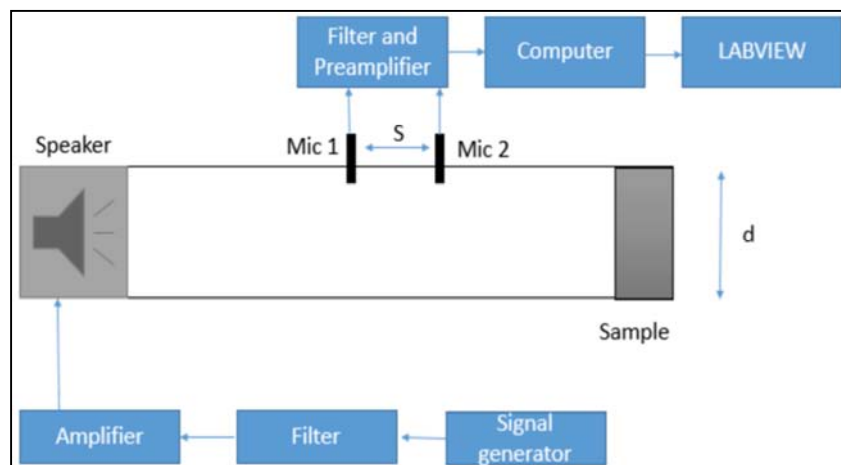 Filter and
Preamplifier
Computer
LABVIEW
Speaker
Mic 1
S
Mic 2
d
Sample
Amplifier
Filter
Signal
generator